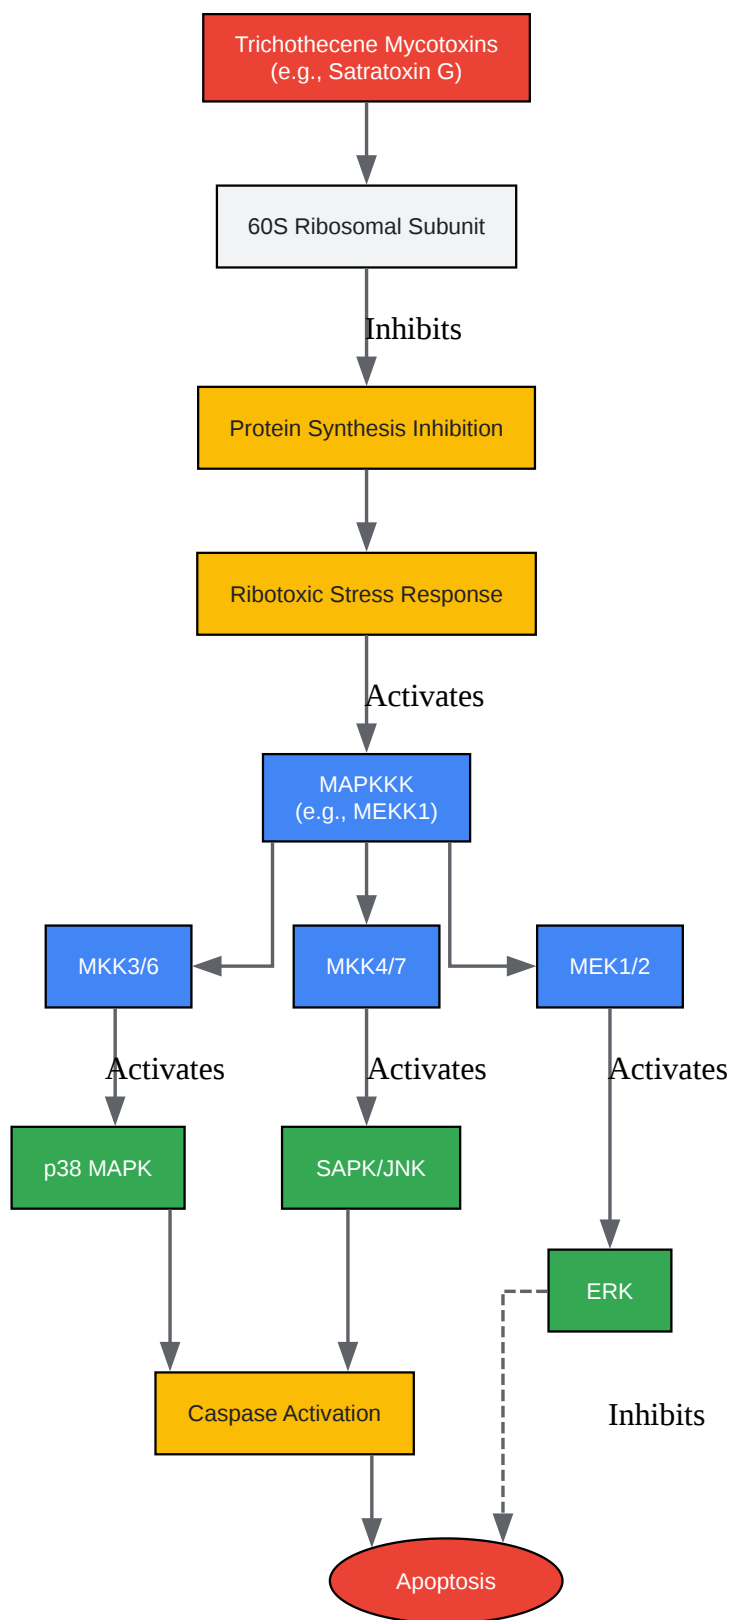 Trichothecene Mycotoxins
(e.g., Satratoxin G)
60S Ribosomal Subunit
Inhibits
Protein Synthesis Inhibition
Ribotoxic Stress Response
Activates
MAPKKK
(e.g., MEKK1)
MKK3/6
MKK4/7
MEK1/2
Activates
Activates
Activates
p38 MAPK
SAPK/JNK
ERK
Caspase Activation
Inhibits
Apoptosis